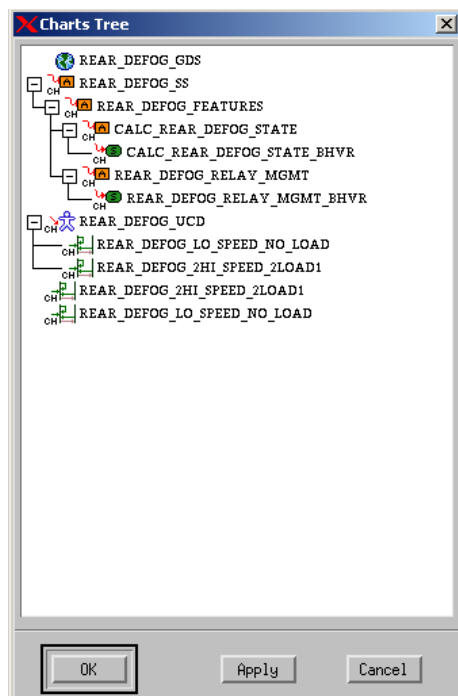 Charts Tree
REAR_DEFOG_GDS
CH REAR_DEFOG_SS
CH REAR_DEFOG_FEATURES
CH CALC_REAR_DEFOG_STATE
CH CALC_REAR_DEFOG_STATE_BHVR
CH REAR_DEFOG_RELAY_MGMT
CH REAR_DEFOG_RELAY_MGMT_BHVR
CH REAR_DEFOG_UCD
CH REAR_DEFOG_LO_SPEED_NO_LOAD
CH REAR_DEFOG_2HI_SPEED_2LOAD1
CH REAR_DEFOG_2HI_SPEED_2LOAD1
CH REAR_DEFOG_LO_SPEED_NO_LOAD
OK Apply Cancel